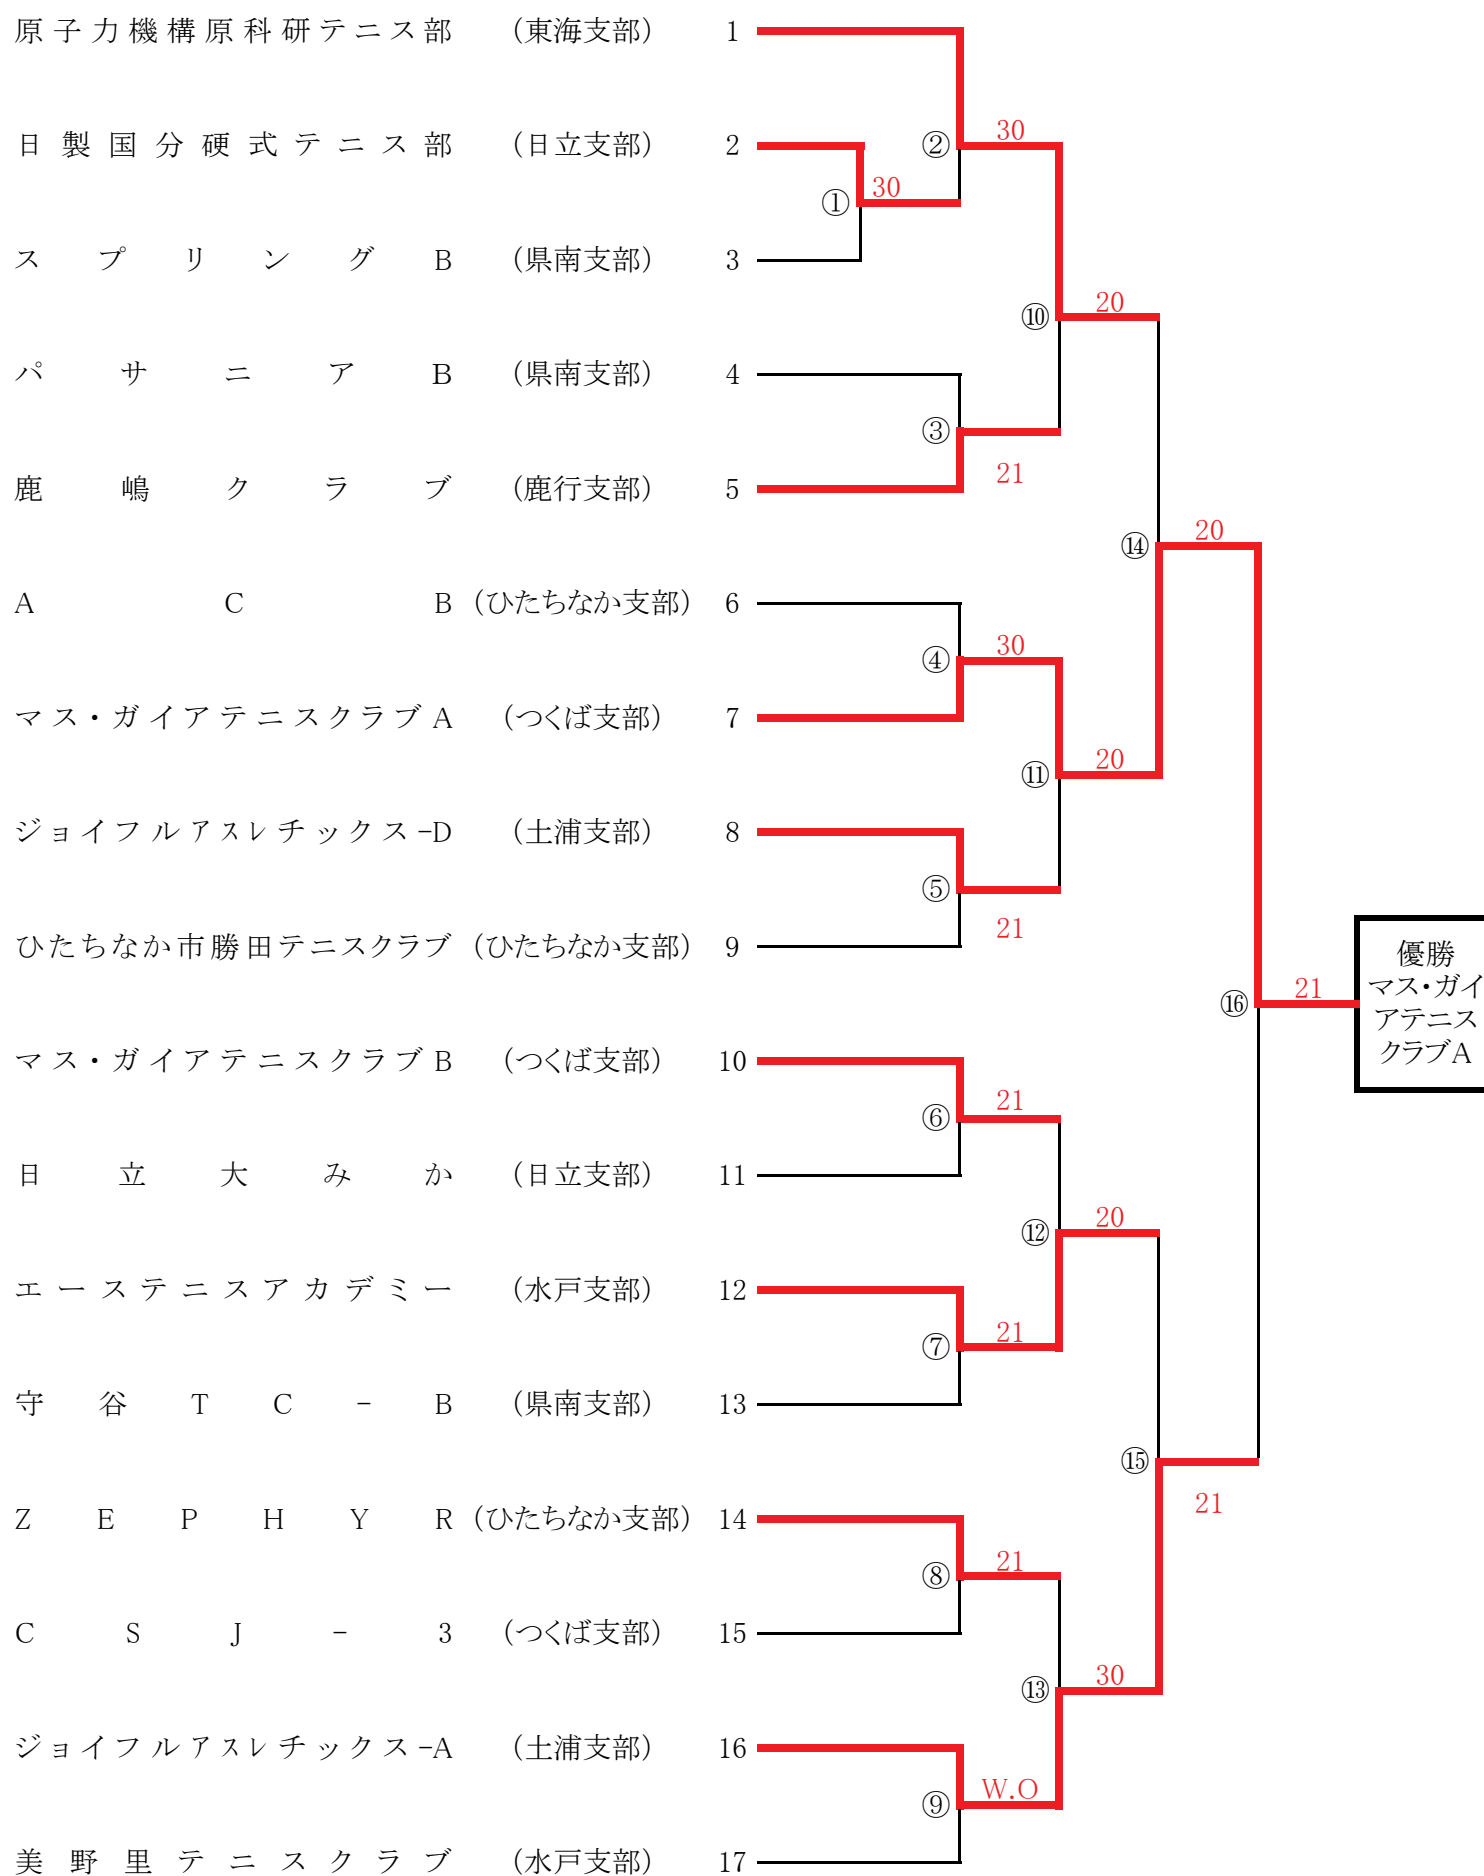 原子力機構原科研テニス部 (東海支部) 1
30
日製国分硬式テニス部 (日立支部) 2 ②
① 30
スプリングB (県南支部) 3
⑩ 20
パサニアB (県南支部) 4
③
21
鹿嶋クラブ (鹿行支部) 5
⑭ 20
ACB (ひたちなか支部) 6
④ 30
マス・ガイアテニスクラブA (つくば支部) 7
⑪ 20
ジョイフルアスレチックス-D (土浦支部) 8
⑤
21
ひたちなか市勝田テニスクラブ (ひたちなか支部) 9
⑯ 21
優勝
マス・ガイ
アテニス
クラブA
マス・ガイアテニスクラブB (つくば支部) 10
⑥ 21
日立大みか (日立支部) 11
⑫ 20
エーステニスアカデミー (水戸支部) 12
⑦ 21
守谷TC-B (県南支部) 13
⑮
21
ZEPHYR (ひたちなか支部) 14
⑧ 21
CSJ-3 (つくば支部) 15
⑬ 30
ジョイフルアスレチックス-A (土浦支部) 16
⑨ W.O
美野里テニスクラブ (水戸支部) 17